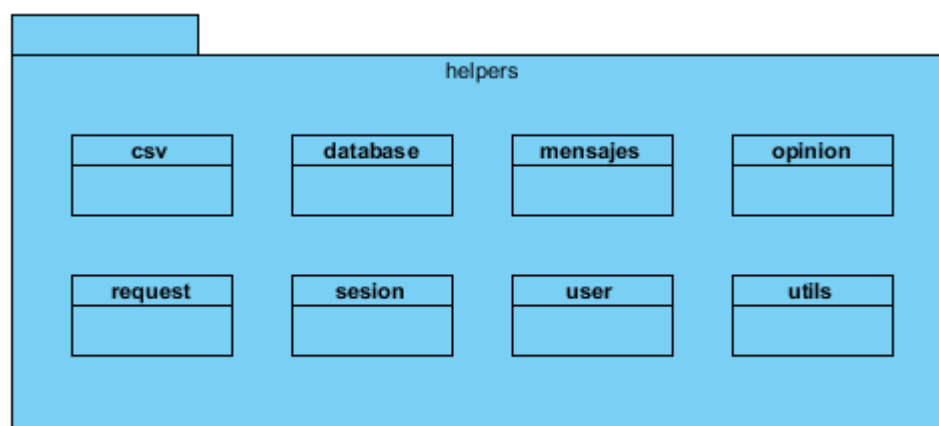 helpers
csv database mensajes opinion
request sesion user utils